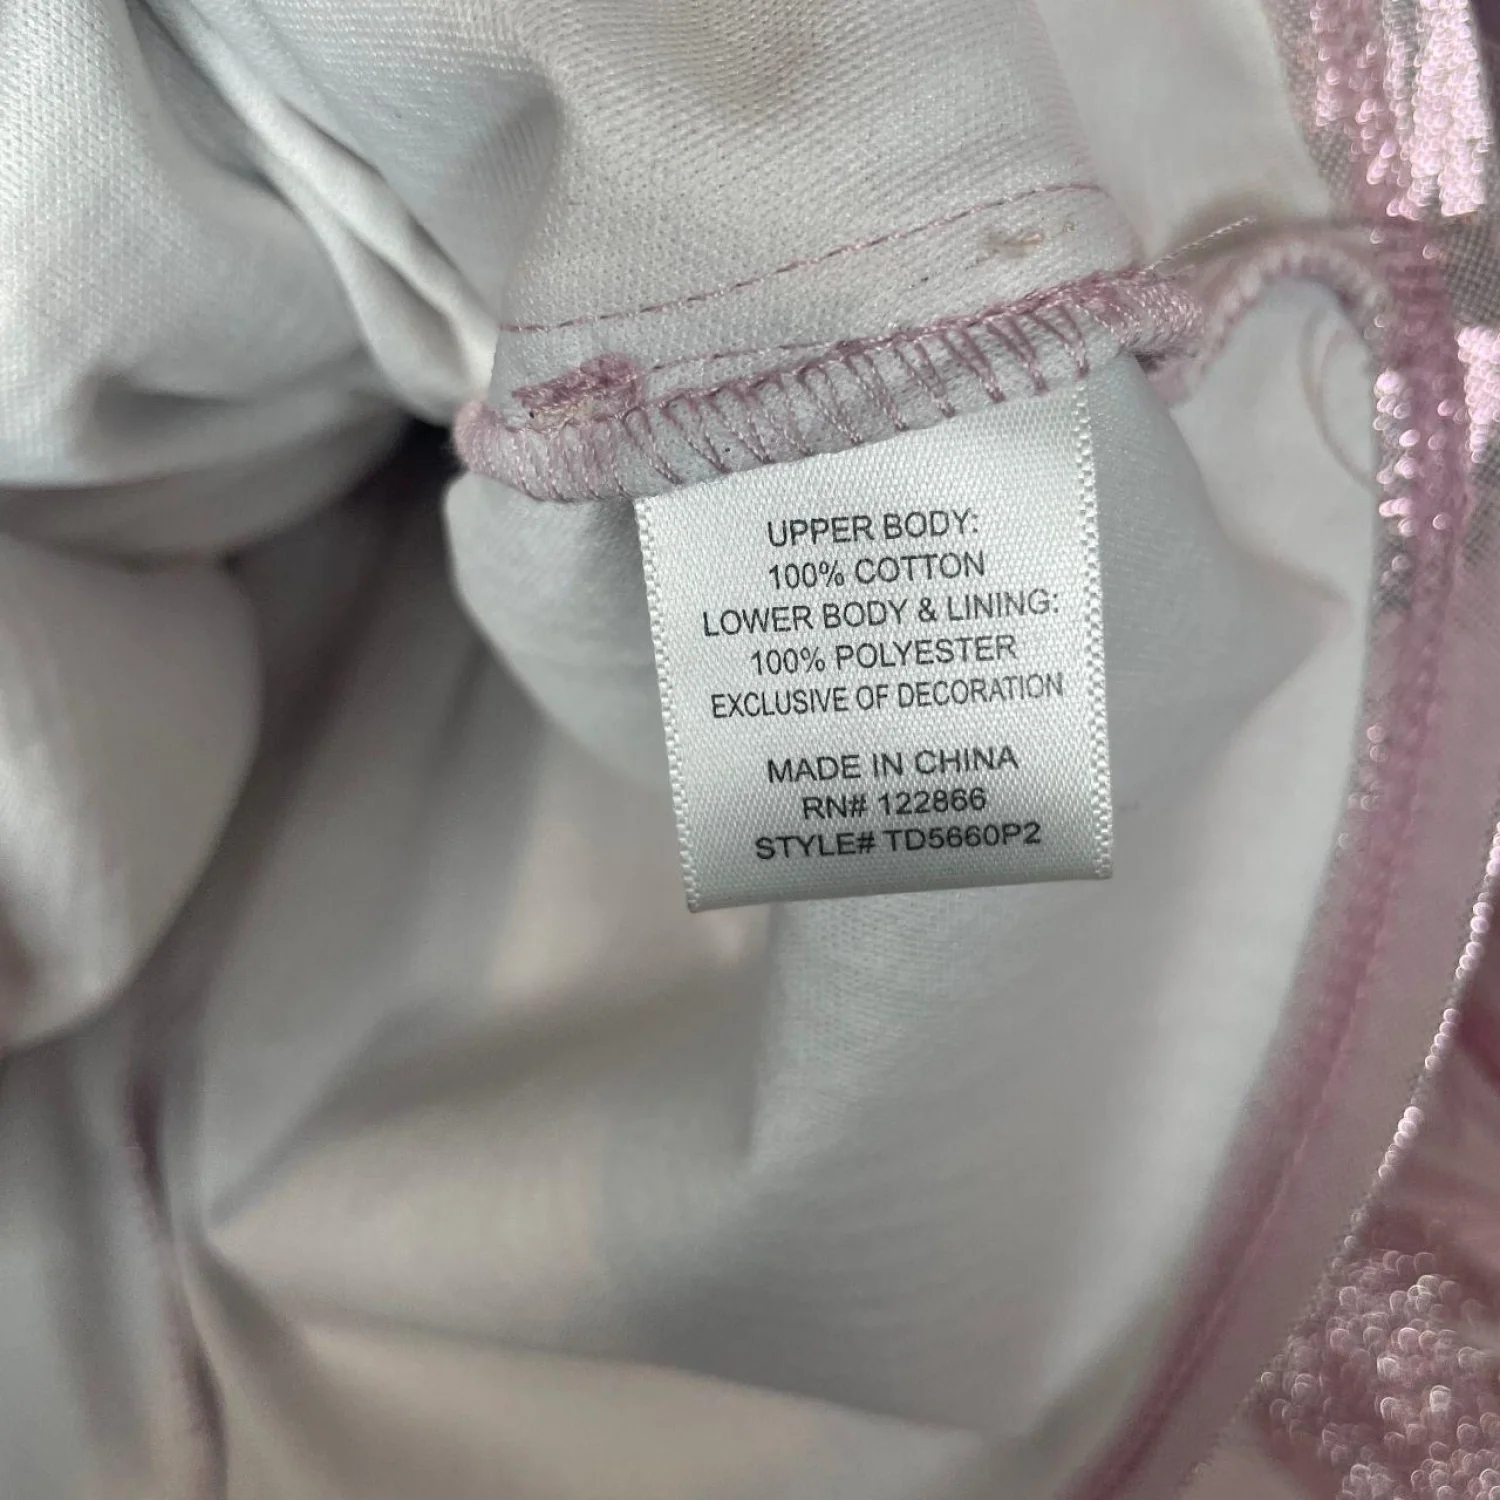 UPPER BODY:
100% COTTON
LOWER BODY & LINING:
100% POLYESTER
EXCLUSIVE OF DECORATION
MADE IN CHINA
RN# 122866
STYLE# TD5660P2